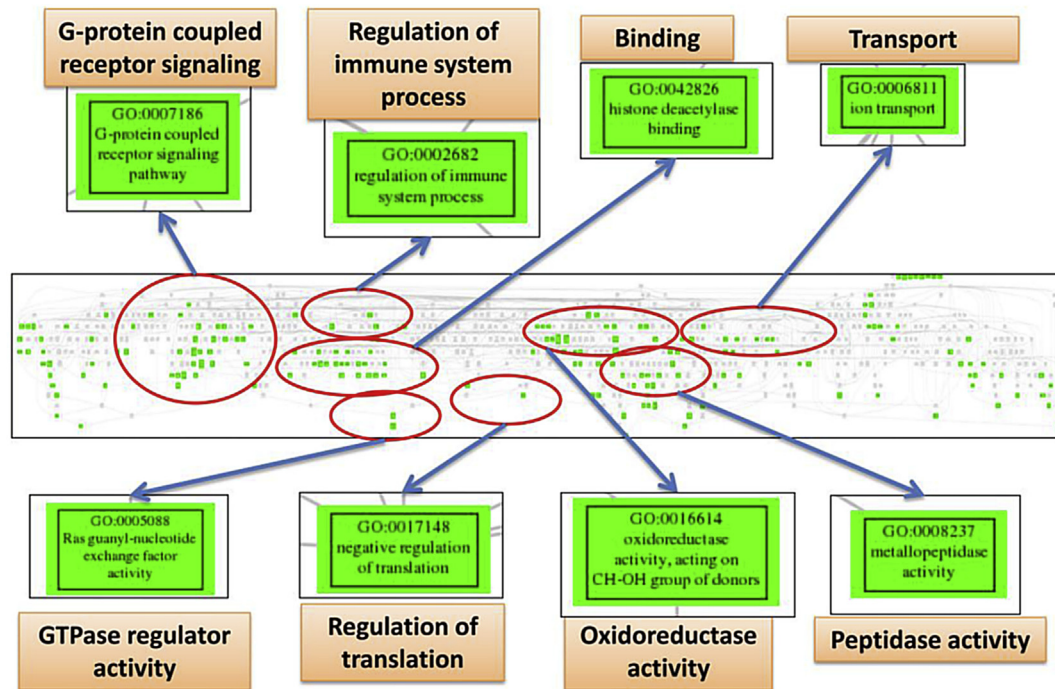 G-protein coupled
receptor signaling
GO:0007186
G-protein coupled
receptor signaling
pathway
Regulation of
immune system
process
GO:0002682
regulation of immune
system process
Binding
GO:0042826
histone deacetylase
binding
Transport
GO:0006811
ion transport
GO:0005088
Ras guanyl-nucleotide
exchange factor
activity
GTPase regulator
activity
GO:0017148
negative regulation
of translation
Regulation of
translation
GO:0016614
oxidoreductase
activity, acting on
CH-OH group of donors
Oxidoreductase
activity
GO:0008237
metallopeptidase
activity
Peptidase activity